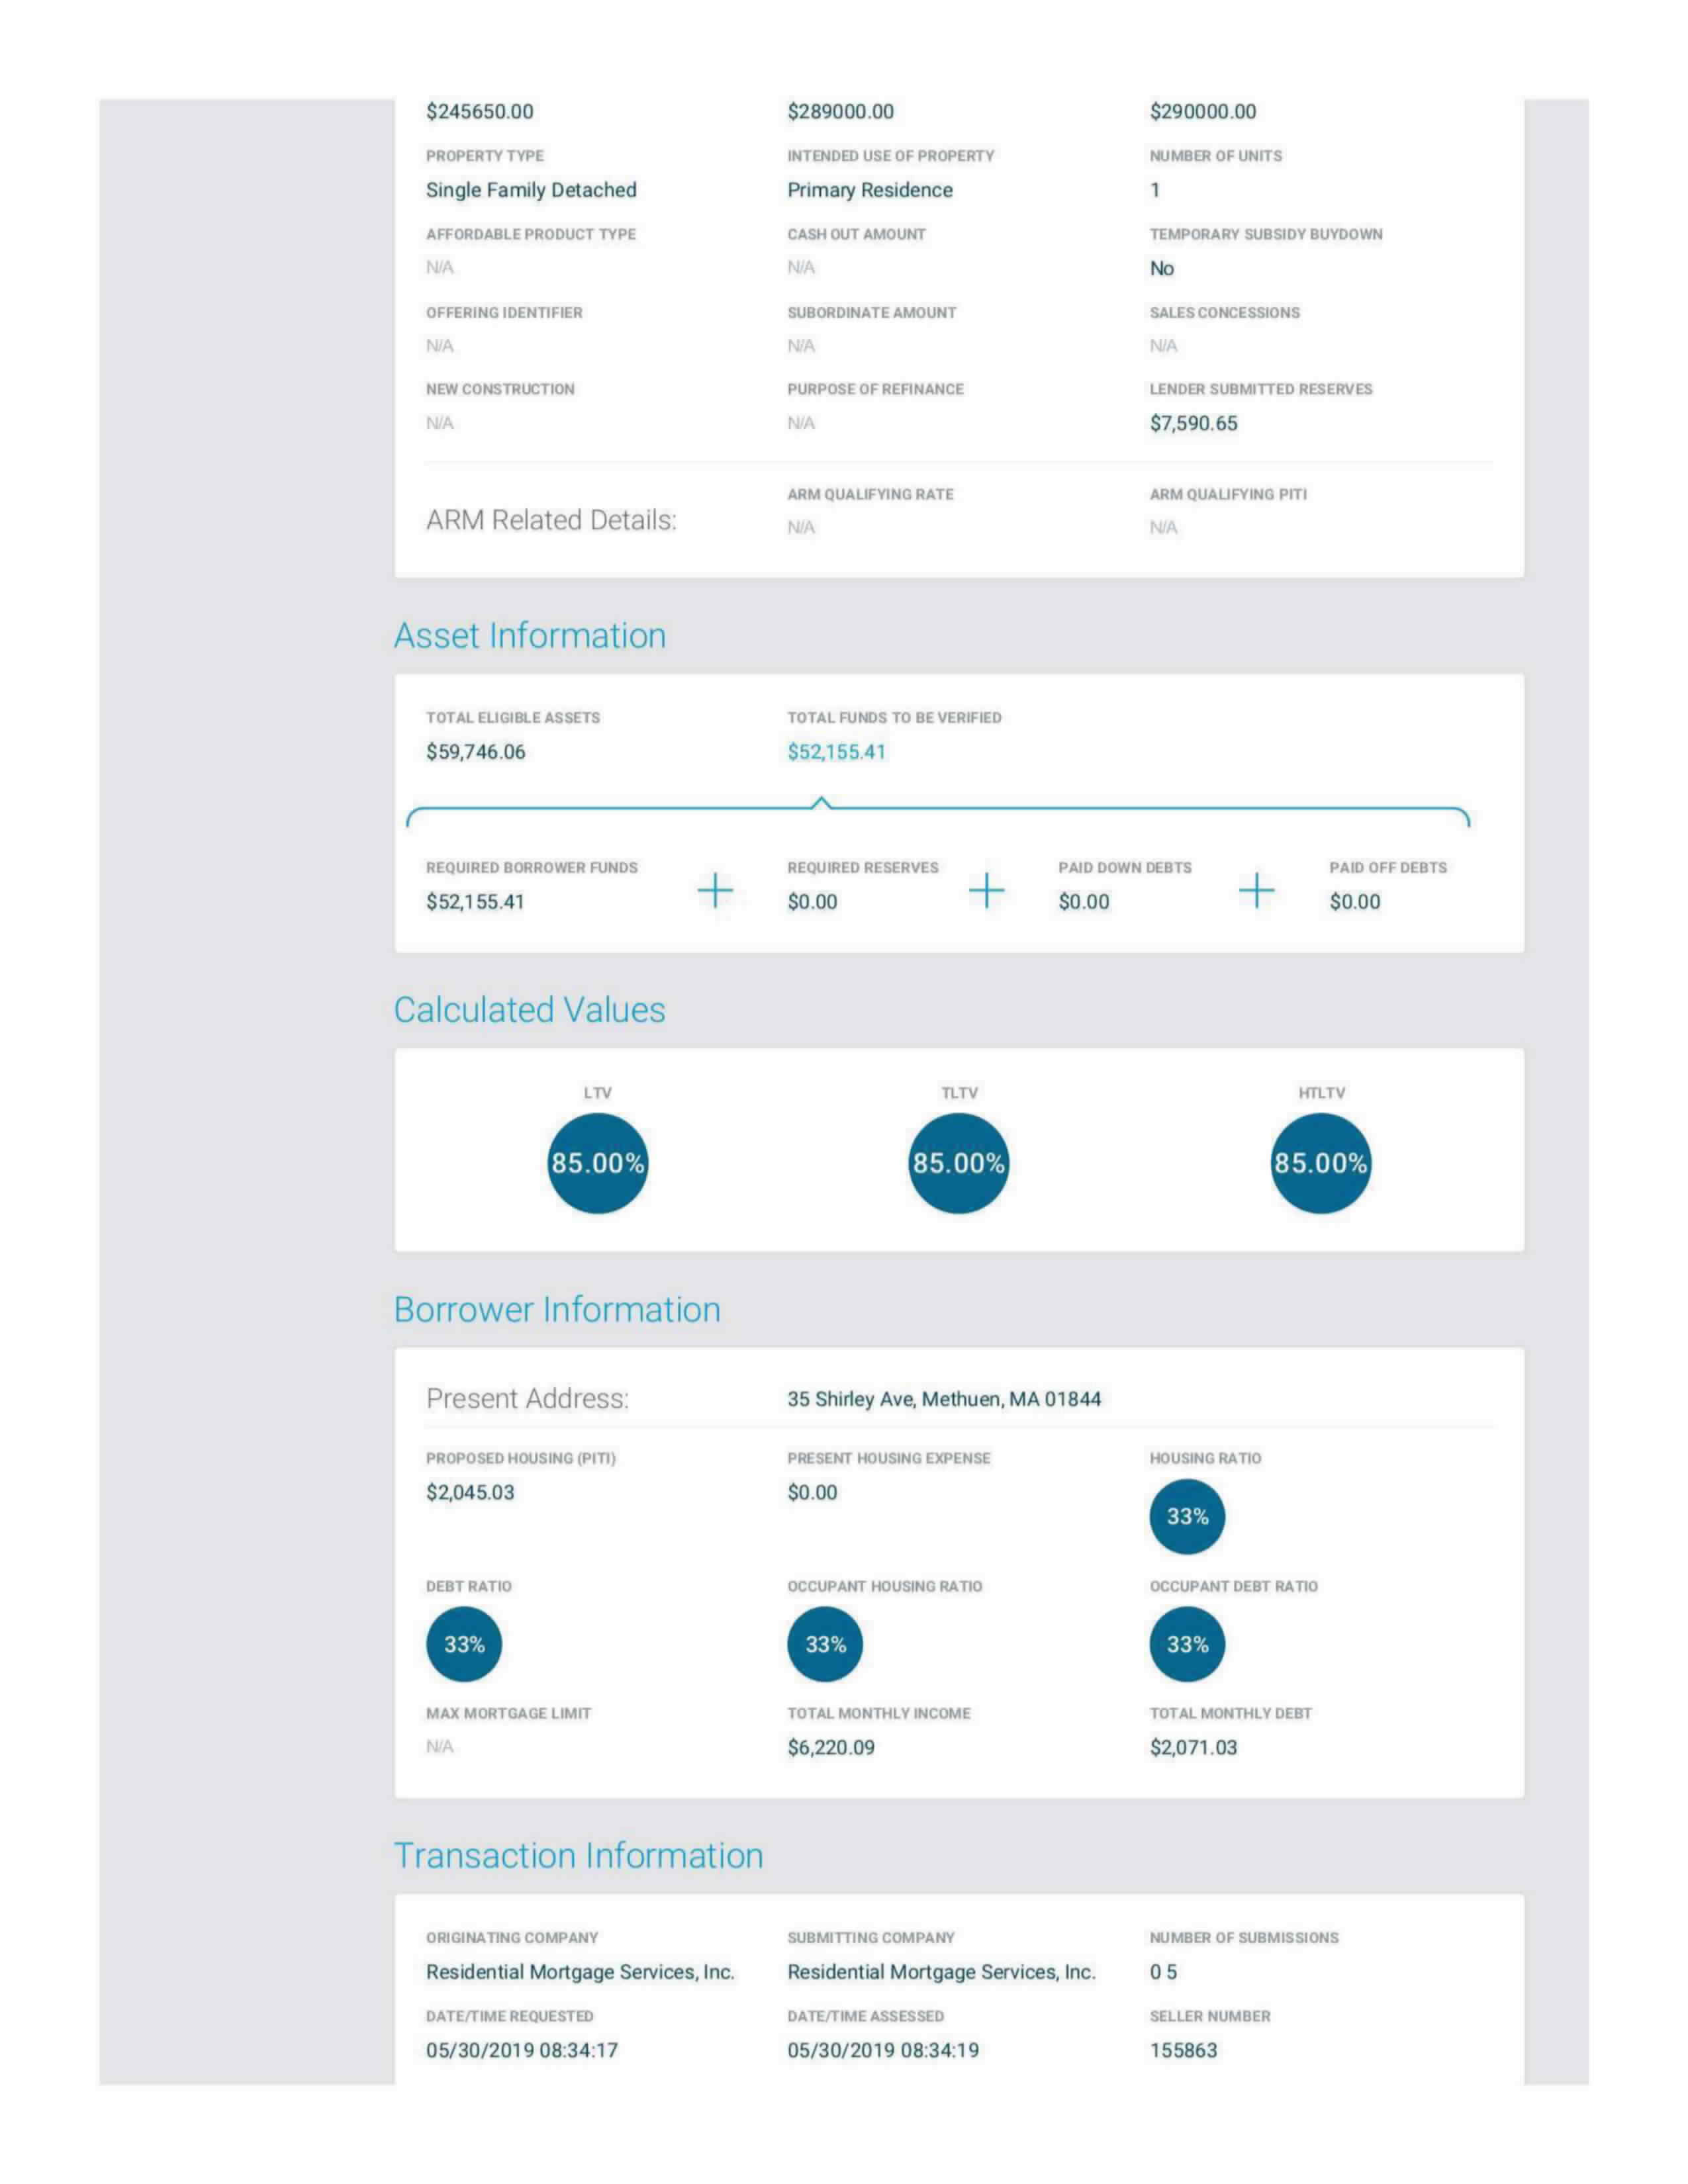 $245650.00 $289000.00 $290000.00
PROPERTY TYPE INTENDED USE OF PROPERTY NUMBER OF UNITS
Single Family Detached Primary Residence 1
AFFORDABLE PRODUCT TYPE CASH OUT AMOUNT TEMPORARY SUBSIDY BUYDOWN
N/A N/A No
OFFERING IDENTIFIER SUBORDINATE AMOUNT SALES CONCESSIONS
N/A N/A N/A
NEW CONSTRUCTION PURPOSE OF REFINANCE LENDER SUBMITTED RESERVES
N/A N/A $7,590.65
ARM QUALIFYING RATE ARM QUALIFYING PITI
ARM Related Details: N/A N/A
Asset Information
TOTAL ELIGIBLE ASSETS TOTAL FUNDS TO BE VERIFIED
$59,746.06 $52,155.41
REQUIRED BORROWER FUNDS + REQUIRED RESERVES + PAID DOWN DEBTS + PAID OFF DEBTS
$52,155.41 $0.00 $0.00 $0.00
Calculated Values
LTV TLTV HTLTV
85.00% 85.00% 85.00%
Borrower Information
Present Address: 35 Shirley Ave, Methuen, MA 01844
PROPOSED HOUSING (PITI) PRESENT HOUSING EXPENSE HOUSING RATIO
$2,045.03 $0.00
33%
DEBT RATIO OCCUPANT HOUSING RATIO OCCUPANT DEBT RATIO
33% 33% 33%
MAX MORTGAGE LIMIT TOTAL MONTHLY INCOME TOTAL MONTHLY DEBT
N/A $6,220.09 $2,071.03
Transaction Information
ORIGINATING COMPANY SUBMITTING COMPANY NUMBER OF SUBMISSIONS
Residential Mortgage Services, Inc. Residential Mortgage Services, Inc. 0 5
DATE/TIME REQUESTED DATE/TIME ASSESSED SELLER NUMBER
05/30/2019 08:34:17 05/30/2019 08:34:19 155863